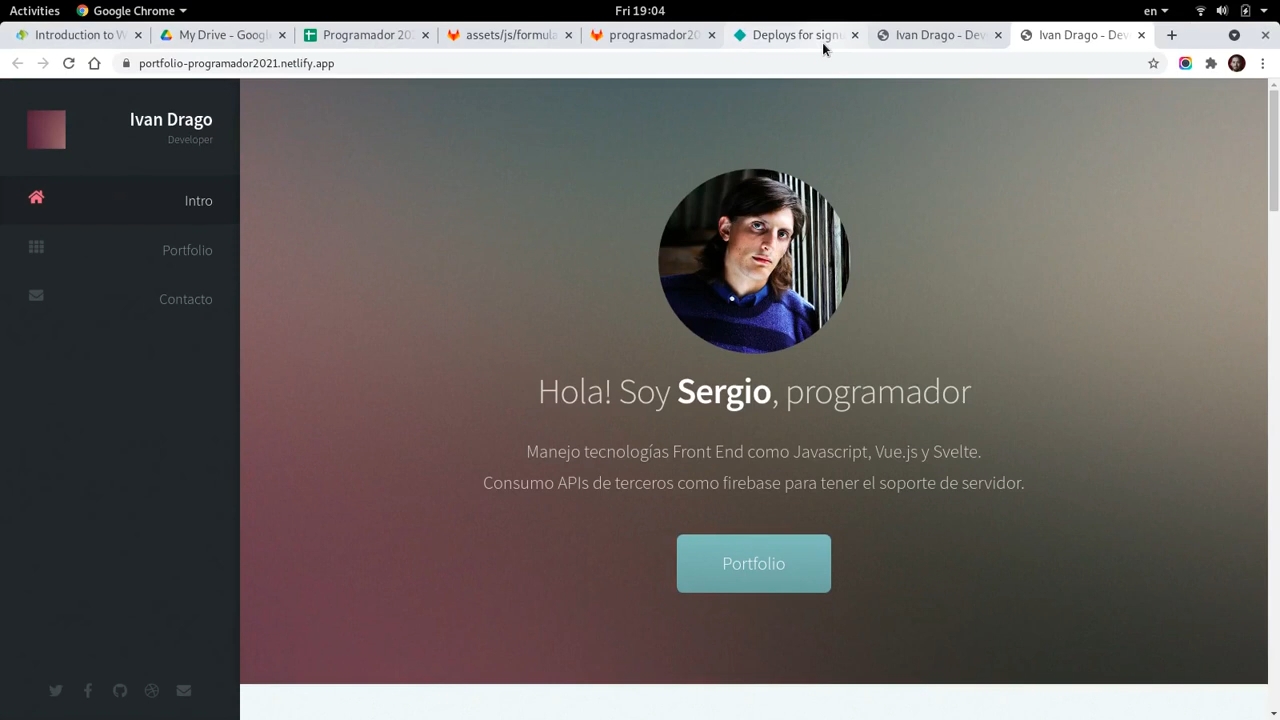 Activities
Google Chrome
Fri 19:04
en
Introduction to W
My Drive - Googl
Programador 202
assets/js/formula
prograsmador20
Deploys for signu
Ivan Drago - Dev
Ivan Drago - Dev
portfolio-programador2021.netlify.app
Ivan Drago
Developer
Intro
Portfolio
Contacto
Hola! Soy Sergio, programador
Manejo tecnologías Front End como Javascript, Vue.js y Svelte.
Consumo APIs de terceros como firebase para tener el soporte de servidor.
Portfolio